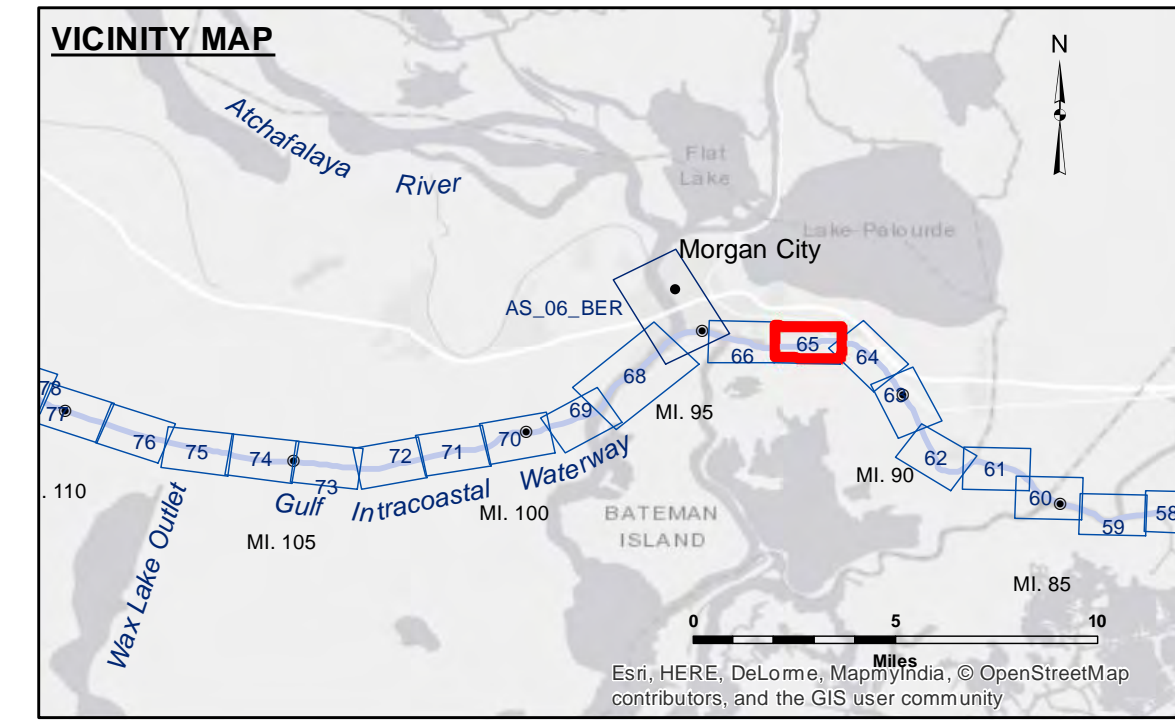 VICINITY MAP
N
Atchafalaya
River
Flat
Lake
Lake Palourde
Morgan City
AS_06_BER
66
65
64
63
68
MI. 95
69
62
61
MI. 90
60
59
58
78
77
76
75
74
73
72
71
70
. 110
Wax Lake Outlet
Gulf Intracoastal Waterway
MI. 105
MI. 100
BATEMAN
ISLAND
MI. 85
0 5 10
Miles
Esri, HERE, DeLorme, MapmyIndia, © OpenStreetMap
contributors, and the GIS user community